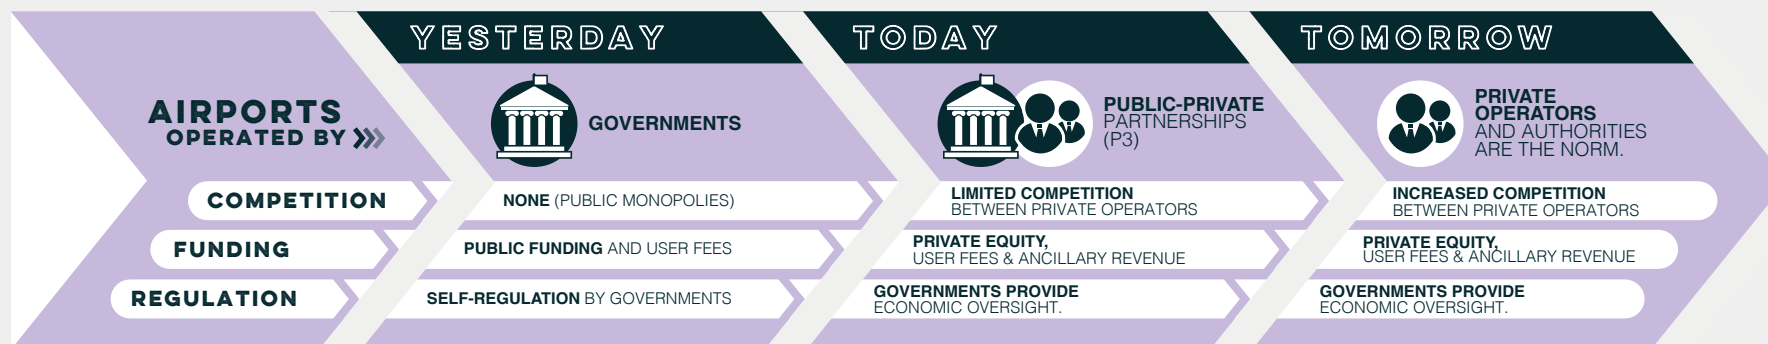 YESTERDAY
TODAY
TOMORROW
AIRPORTS
OPERATED BY
GOVERNMENTS
PUBLIC-PRIVATE
PARTNERSHIPS
(P3)
PRIVATE
OPERATORS
AND AUTHORITIES
ARE THE NORM.
COMPETITION
NONE (PUBLIC MONOPOLIES)
LIMITED COMPETITION
BETWEEN PRIVATE OPERATORS
INCREASED COMPETITION
BETWEEN PRIVATE OPERATORS
FUNDING
PUBLIC FUNDING AND USER FEES
PRIVATE EQUITY,
USER FEES & ANCILLARY REVENUE
PRIVATE EQUITY,
USER FEES & ANCILLARY REVENUE
REGULATION
SELF-REGULATION BY GOVERNMENTS
GOVERNMENTS PROVIDE
ECONOMIC OVERSIGHT.
GOVERNMENTS PROVIDE
ECONOMIC OVERSIGHT.